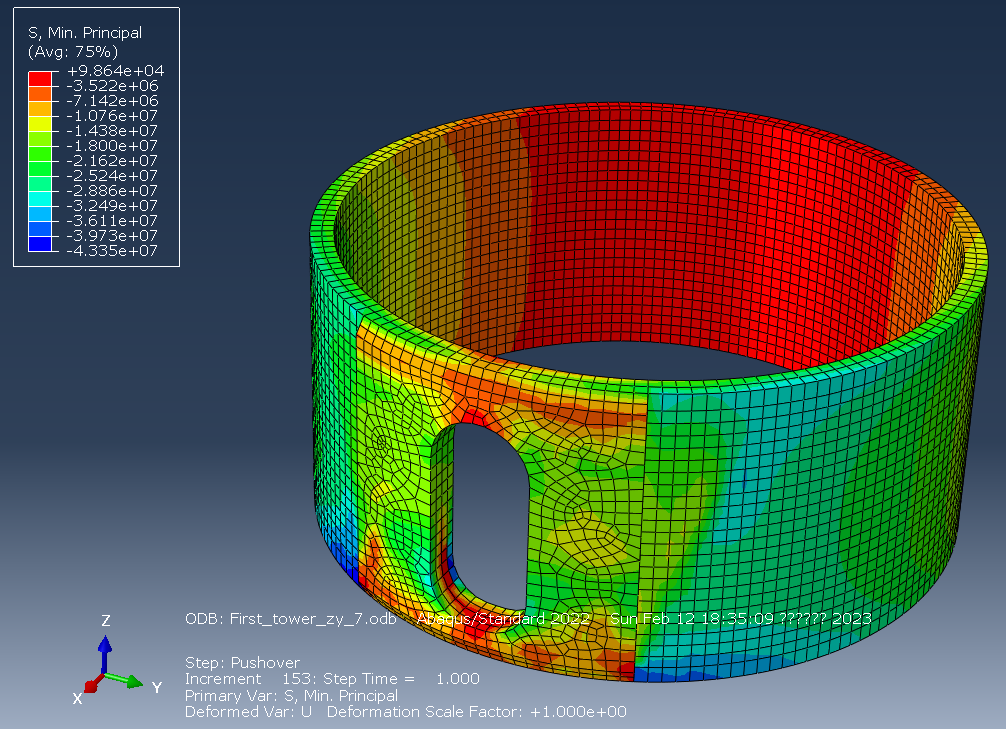 S, Min. Principal
(Avg: 75%)
+9.864e+04
-3.522e+06
-7.142e+06
-1.076e+07
-1.438e+07
-1.800e+07
-2.162e+07
-2.524e+07
-2.886e+07
-3.249e+07
-3.611e+07
-3.973e+07
-4.335e+07
ODB: First_tower_zy_7.odb Abaqus/Standard 2022 Sun Feb 12 18:35:09 ?????? 2023
Z
Y
X
Step: Pushover
Increment 153: Step Time = 1.000
Primary Var: S, Min. Principal
Deformed Var: U Deformation Scale Factor: +1.000e+00